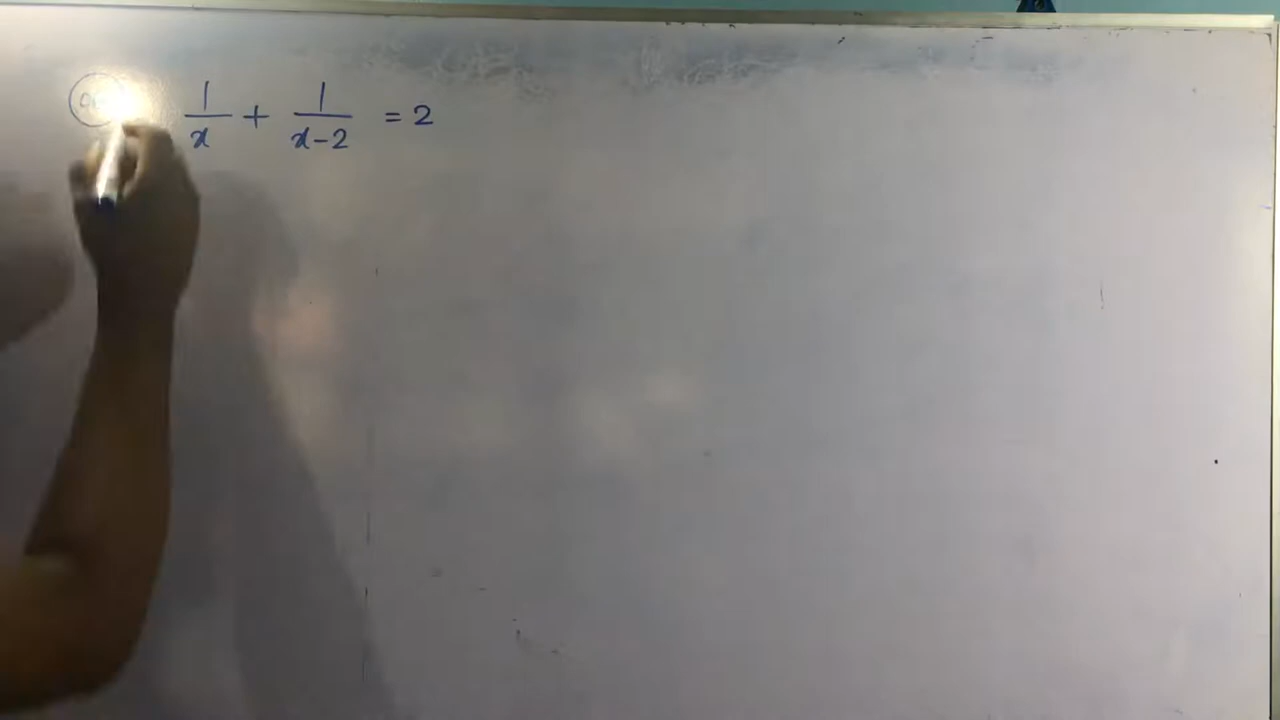 1/x + 1/(x-2) = 2